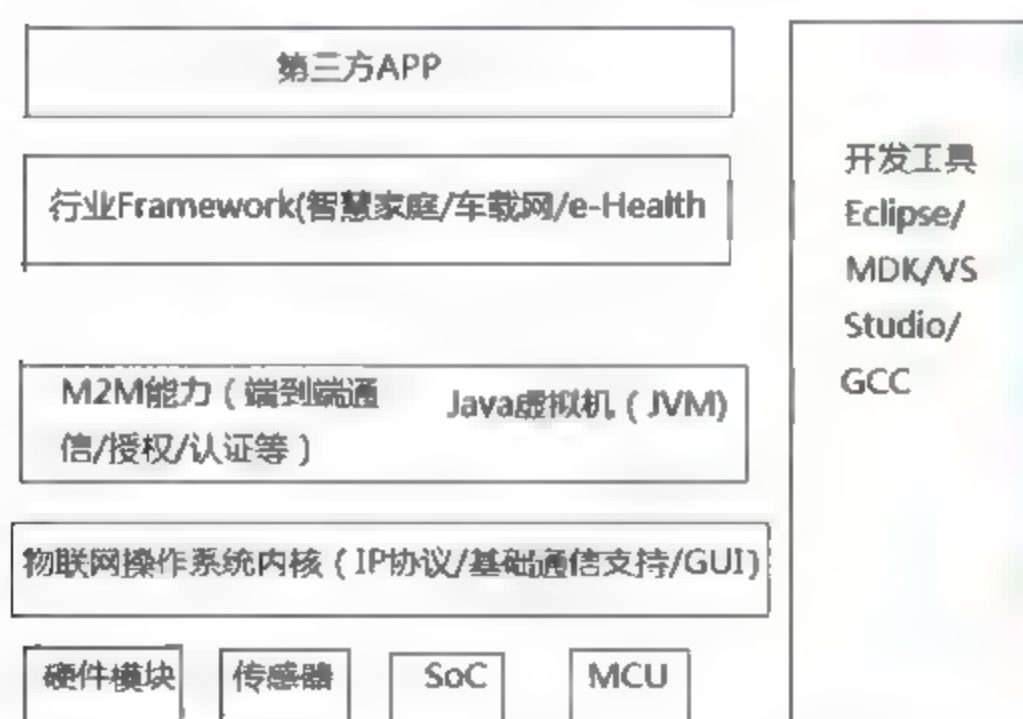 第三方APP
行业Framework(智慧家庭/车载网/e-Health
M2M能力（端到端通
信/授权/认证等）
Java虚拟机（JVM)
物联网操作系统内核（IP协议/基础通信支持/GUI)
硬件模块
传感器
SoC
MCU
开发工具
Eclipse/
MDK/VS
Studio/
GCC